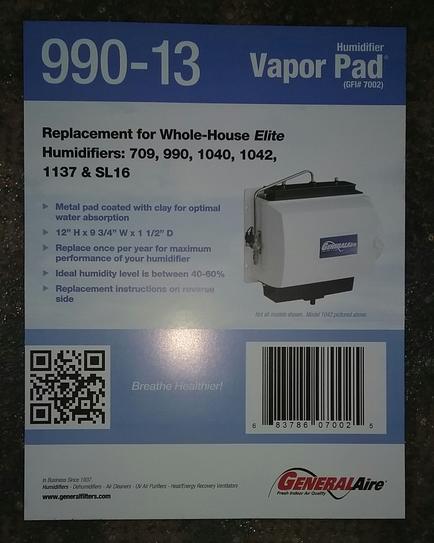 990-13
Humidifier
Vapor Pad®
(GFI# 7002)
Replacement for Whole-House Elite
Humidifiers: 709, 990, 1040, 1042,
1137 & SL16
Metal pad coated with clay for optimal
water absorption
12" H x 9 3/4" W x 1 1/2" D
Replace once per year for maximum
performance of your humidifier
Ideal humidity level is between 40-60%
Replacement instructions on reverse
side
GENERALAire
Not all models shown. Model 1042 pictured above.
Breathe Healthier!
6 83786 07002 5
In Business Since 1937.
Humidifiers · Dehumidifiers · Air Cleaners · UV Air Purifiers · Heat/Energy Recovery Ventilators
www.generalfilters.com
GENERALAire®
Fresh Indoor Air Quality